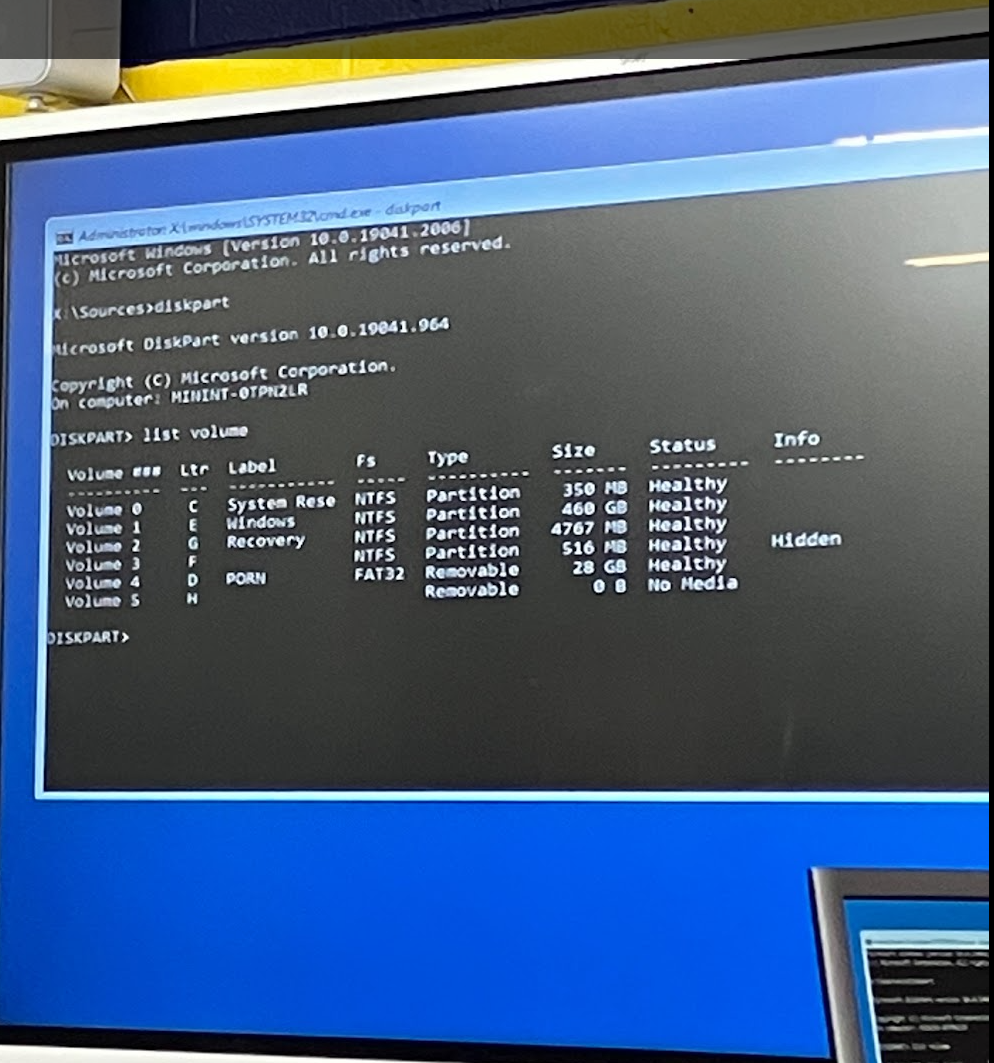 Administrator: X:\windows\SYSTEM32\cmd.exe - diskpart
Microsoft Windows [Version 10.0.19041.2006]
(c) Microsoft Corporation. All rights reserved.
X:\Sources>diskpart
Microsoft DiskPart version 10.0.19041.964
Copyright (C) Microsoft Corporation.
On computer: MININT-0TPN2LR
DISKPART> list volume
Volume ### Ltr Label Fs Type Size Status Info
---------- --- ----------- ----- ---------- ------- --------- --------
Volume 0 C System Rese NTFS Partition 350 MB Healthy
Volume 1 E Windows NTFS Partition 460 GB Healthy
Volume 2 G Recovery NTFS Partition 4767 MB Healthy
Volume 3 F NTFS Partition 516 MB Healthy Hidden
Volume 4 D PORN FAT32 Removable 28 GB Healthy
Volume 5 H Removable 0 B No Media
DISKPART>